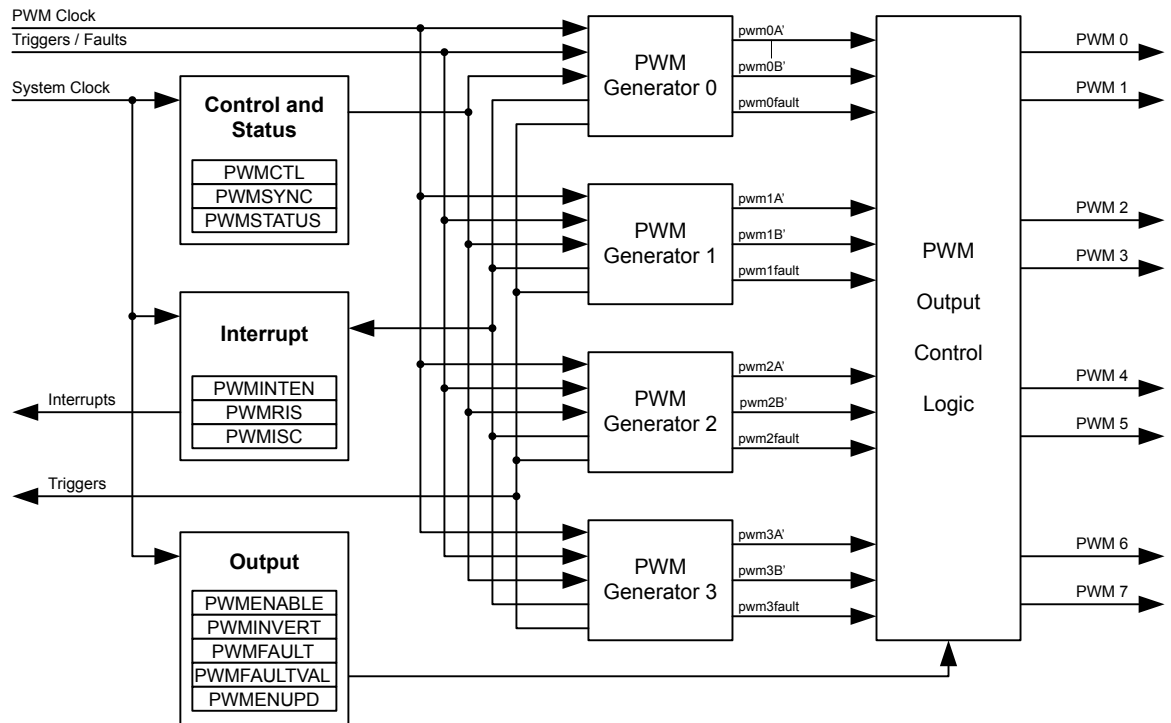 PWM Clock
Triggers / Faults
System Clock
Control and
Status
PWMCTL
PWMSYNC
PWMSTATUS
Interrupt
PWMINTEN
PWMRIS
PWMISC
Interrupts
Triggers
Output
PWMENABLE
PWMINVERT
PWMFAULT
PWMFAULTVAL
PWMENUPD
PWM
Generator 0
pwm0A’
pwm0B’
pwm0fault
PWM
Generator 1
pwm1A’
pwm1B’
pwm1fault
PWM
Generator 2
pwm2A’
pwm2B’
pwm2fault
PWM
Generator 3
pwm3A’
pwm3B’
pwm3fault
PWM
Output
Control
Logic
PWM 0
PWM 1
PWM 2
PWM 3
PWM 4
PWM 5
PWM 6
PWM 7